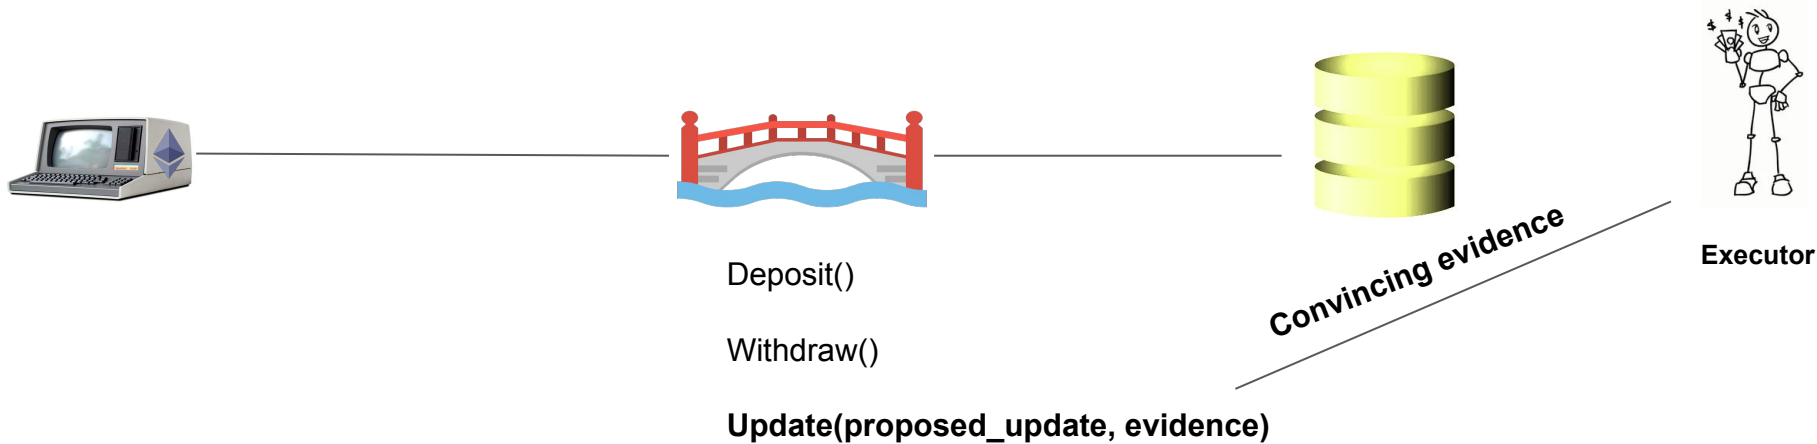 Convincing evidence
Executor
Deposit()
Withdraw()
Update(proposed_update, evidence)